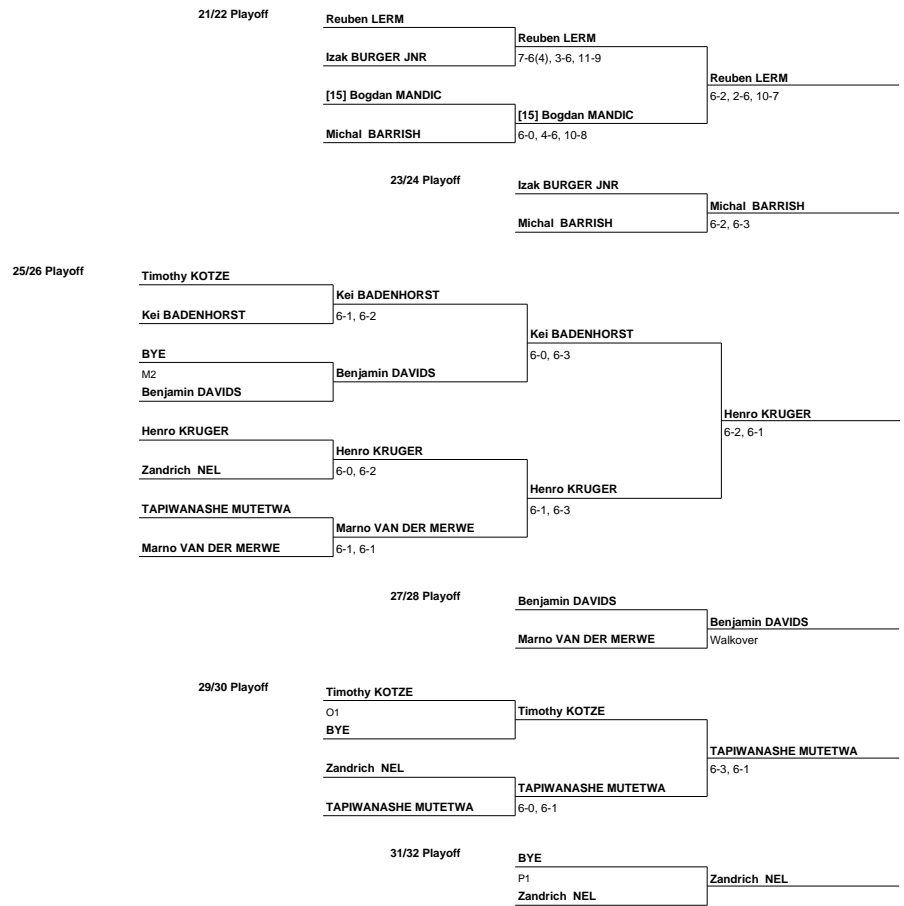 21/22 Playoff
Reuben LERM
Izak BURGER JNR
Reuben LERM
7-6(4), 3-6, 11-9
[15] Bogdan MANDIC
Michal BARRISH
[15] Bogdan MANDIC
6-0, 4-6, 10-8
Reuben LERM
6-2, 2-6, 10-7
23/24 Playoff
Izak BURGER JNR
Michal BARRISH
Michal BARRISH
6-2, 6-3
25/26 Playoff
Timothy KOTZE
Kei BADENHORST
Kei BADENHORST
6-1, 6-2
BYE
M2
Benjamin DAVIDS
Benjamin DAVIDS
Kei BADENHORST
6-0, 6-3
Henro KRUGER
Zandrich NEL
Henro KRUGER
6-0, 6-2
TAPIWANASHE MUTETWA
Marno VAN DER MERWE
Marno VAN DER MERWE
6-1, 6-1
Henro KRUGER
6-1, 6-3
Henro KRUGER
6-2, 6-1
27/28 Playoff
Benjamin DAVIDS
Marno VAN DER MERWE
Benjamin DAVIDS
Walkover
29/30 Playoff
Timothy KOTZE
O1
BYE
Timothy KOTZE
Zandrich NEL
TAPIWANASHE MUTETWA
TAPIWANASHE MUTETWA
6-0, 6-1
TAPIWANASHE MUTETWA
6-3, 6-1
31/32 Playoff
BYE
P1
Zandrich NEL
Zandrich NEL